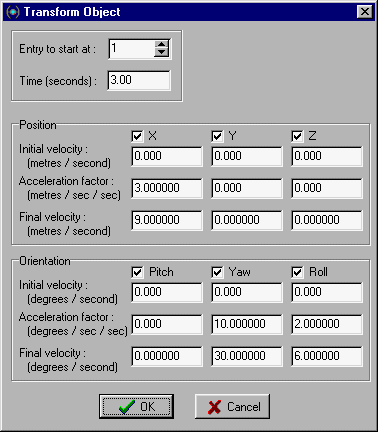 Transform Object
Entry to start at : 1
Time (seconds) : 3.00
Position
X Y Z
Initial velocity :
(metres / second) 0.000 0.000 0.000
Acceleration factor :
(metres / sec / sec) 3.000000 0.000 0.000
Final velocity :
(metres / second) 9.000000 0.000000 0.000000
Orientation
Pitch Yaw Roll
Initial velocity :
(degrees / second) 0.000 0.000 0.000
Acceleration factor :
(degrees / sec / sec) 0.000 10.000000 2.000000
Final velocity :
(degrees / second) 0.000000 30.000000 6.000000
OK Cancel